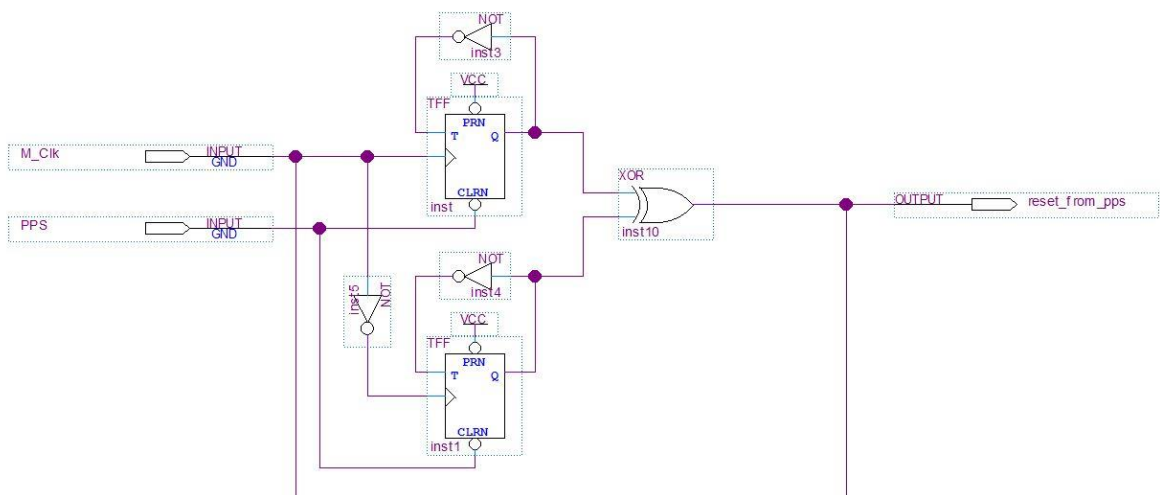 NOT
inst3
VCC
TFF
PRN
T Q
CLRN
inst
M_Clk
INPUT
GND
PPS
INPUT
GND
XOR
inst10
OUTPUT
reset_from_pps
NOT
inst4
inst5
NOT
VCC
TFF
PRN
T Q
CLRN
inst1